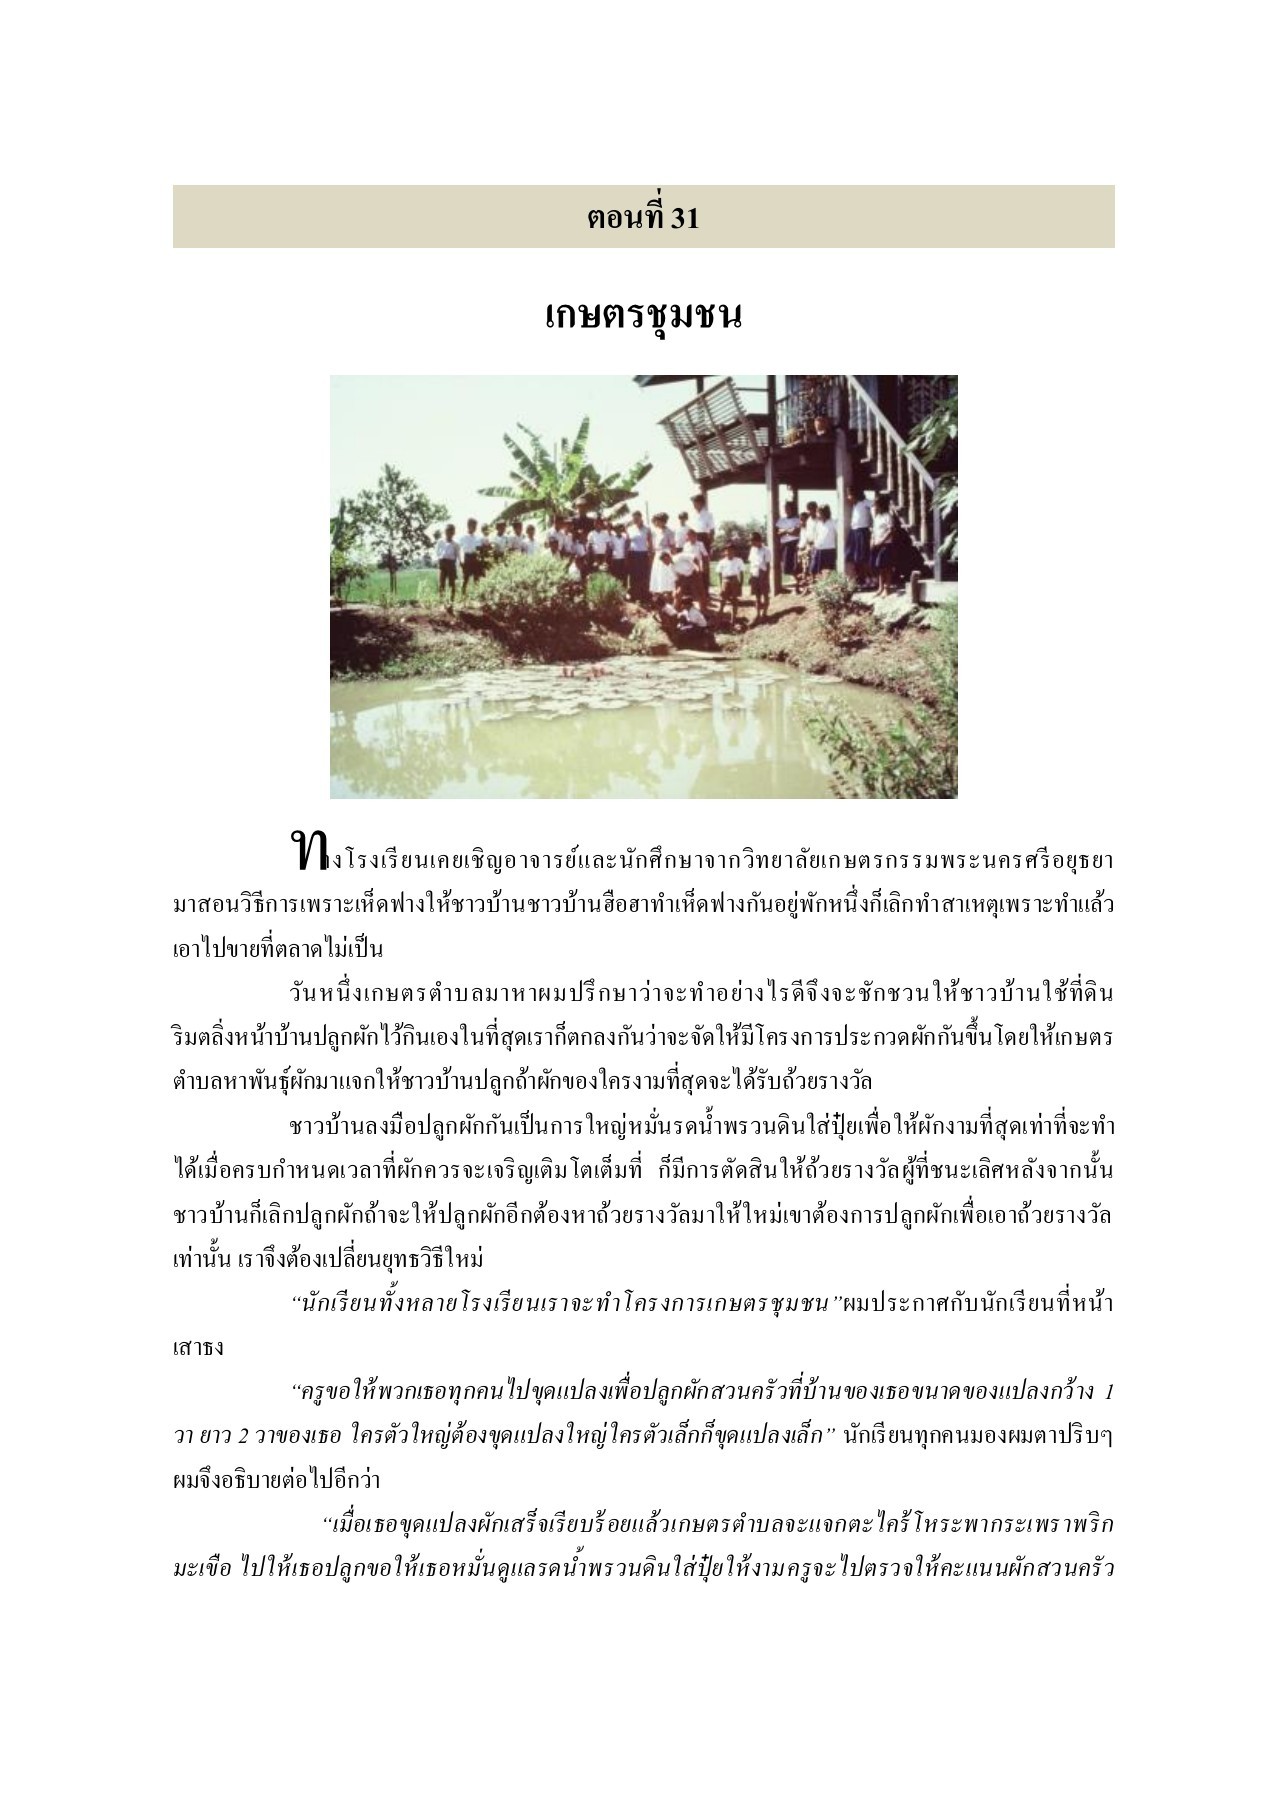 ตอนที่ 31
เกษตรชุมชน
ทางโรงเรียนเคยเชิญอาจารย์และนักศึกษาจากวิทยาลัยเกษตรกรรมพระนครศรีอยุธยา
มาสอนวิธีการเพราะเห็ดฟางให้ชาวบ้านชาวบ้านฮือฮาทำเห็ดฟางกันอยู่พักหนึ่งก็เลิกทำสาเหตุเพราะทำแล้ว
เอาไปขายที่ตลาดไม่เป็น
วันหนึ่งเกษตรตำบลมาหาผมปรึกษาว่าจะทำอย่างไรดีจึงจะชักชวนให้ชาวบ้านใช้ที่ดิน
ริมตลิ่งหน้าบ้านปลูกผักไว้กินเองในที่สุดเราก็ตกลงกันว่าจะจัดให้มีโครงการประกวดผักกันขึ้นโดยให้เกษตร
ตำบลหาพันธุ์ผักมาแจกให้ชาวบ้านปลูกถ้าผักของใครงามที่สุดจะได้รับถ้วยรางวัล
ชาวบ้านลงมือปลูกผักกันเป็นการใหญ่หมั่นรดน้ำพรวนดินใส่ปุ๋ยเพื่อให้ผักงามที่สุดเท่าที่จะทำ
ได้เมื่อครบกำหนดเวลาที่ผักควรจะเจริญเติมโตเต็มที่ ก็มีการตัดสินให้ถ้วยรางวัลผู้ที่ชนะเลิศหลังจากนั้น
ชาวบ้านก็เลิกปลูกผักถ้าจะให้ปลูกผักอีกต้องหาถ้วยรางวัลมาให้ใหม่เขาต้องการปลูกผักเพื่อเอาถ้วยรางวัล
เท่านั้น เราจึงต้องเปลี่ยนยุทธวิธีใหม่
“นักเรียนทั้งหลายโรงเรียนเราจะทำโครงการเกษตรชุมชน”ผมประกาศกับนักเรียนที่หน้า
เสาธง
“ครูขอให้พวกเธอทุกคนไปขุดแปลงเพื่อปลูกผักสวนครัวที่บ้านของเธอขนาดของแปลงกว้าง 1
วา ยาว 2 วาของเธอ ใครตัวใหญ่ต้องขุดแปลงใหญ่ใครตัวเล็กก็ขุดแปลงเล็ก” นักเรียนทุกคนมองผมตาปริบๆ
ผมจึงอธิบายต่อไปอีกว่า
“เมื่อเธอขุดแปลงผักเสร็จเรียบร้อยแล้วเกษตรตำบลจะแจกตะไคร้โหระพากระเพราพริก
มะเขือ ไปให้เธอปลูกขอให้เธอหมั่นดูแลรดน้ำพรวนดินใส่ปุ๋ยให้งามครูจะไปตรวจให้คะแนนผักสวนครัว